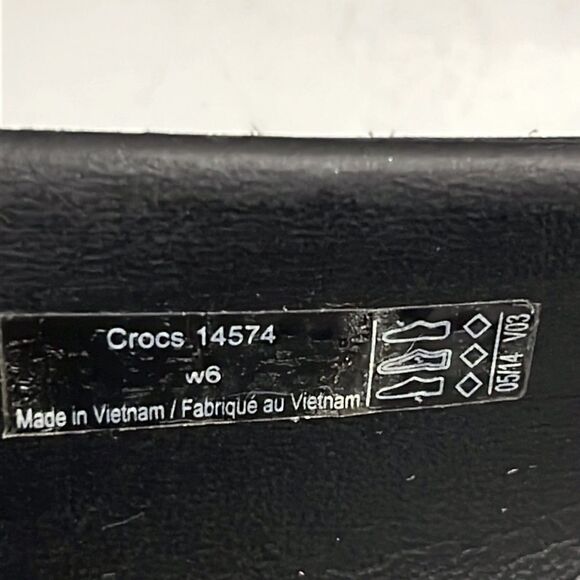 Crocs 14574
w6
Made in Vietnam / Fabriqué au Vietnam
05/14 V03